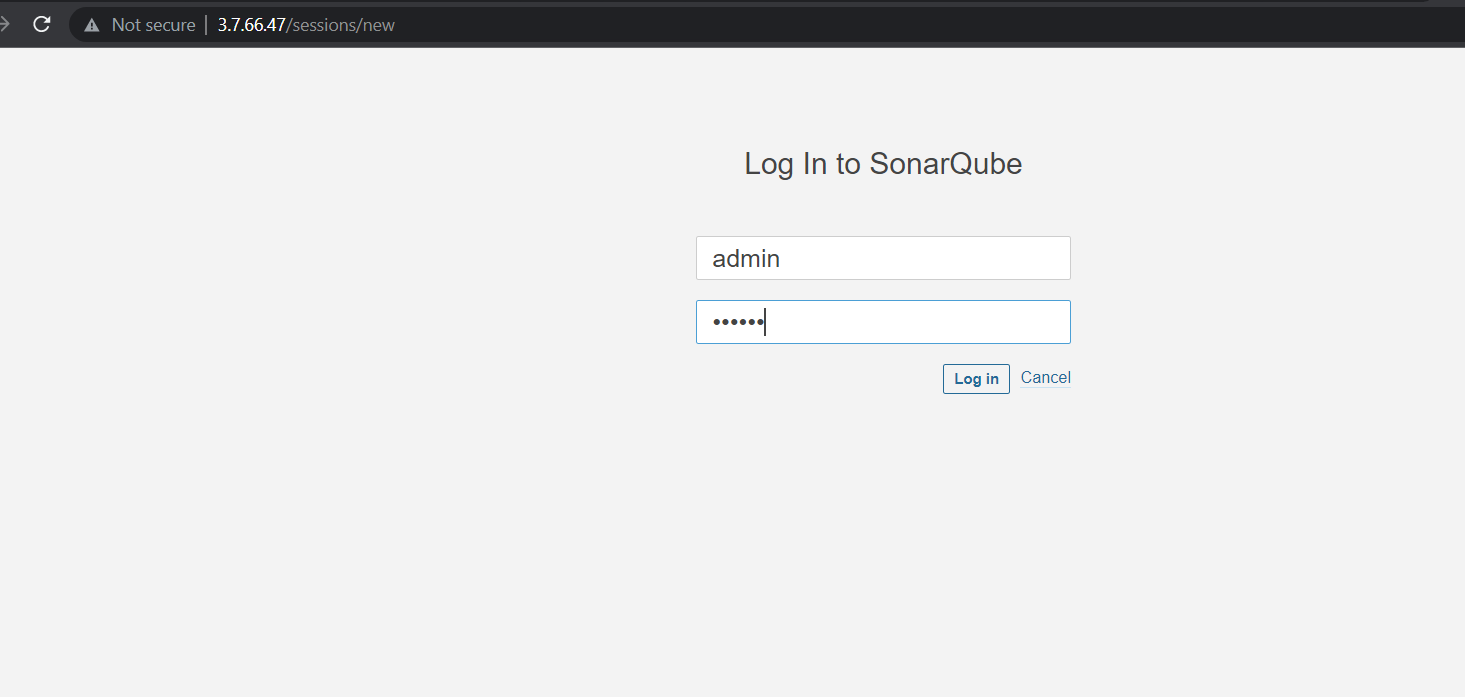 Not secure | 3.7.66.47/sessions/new
Log In to SonarQube
admin
••••••
Log in Cancel